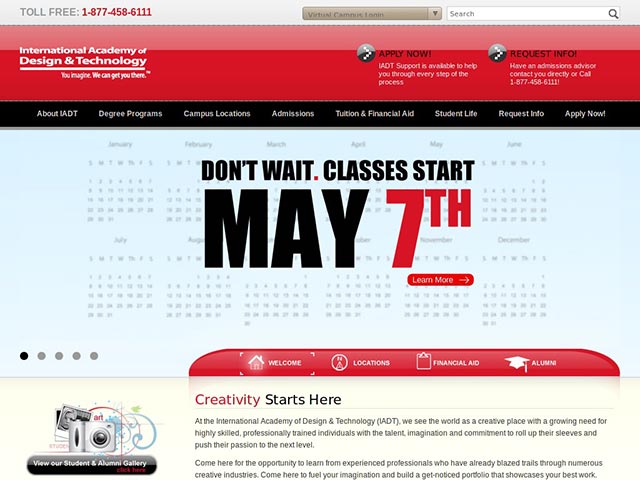 TOLL FREE: 1-877-458-6111
Virtual Campus Login
Search
International Academy of
Design & Technology
You imagine. We can get you there.™
APPLY NOW!
IADT Support is available to help
you through every step of the
process
REQUEST INFO!
Have an admissions advisor
contact you directly or Call
1-877-458-6111!
About IADT Degree Programs Campus Locations Admissions Tuition & Financial Aid Student Life Request Info Apply Now!
January February March April May June
S M T W T F S
DON'T WAIT. CLASSES START
MAY 7TH
July August October November December
Learn More
WELCOME LOCATIONS FINANCIAL AID ALUMNI
art
STUDENT
View our Student & Alumni Gallery
click here
Creativity Starts Here
At the International Academy of Design & Technology (IADT), we see the world as a creative place with a growing need for
highly skilled, professionally trained individuals with the talent, imagination and commitment to roll up their sleeves and
push their passion to the next level.
Come here for the opportunity to learn from experienced professionals who have already blazed trails through numerous
creative industries. Come here to fuel your imagination and build a get-noticed portfolio that showcases your best work.